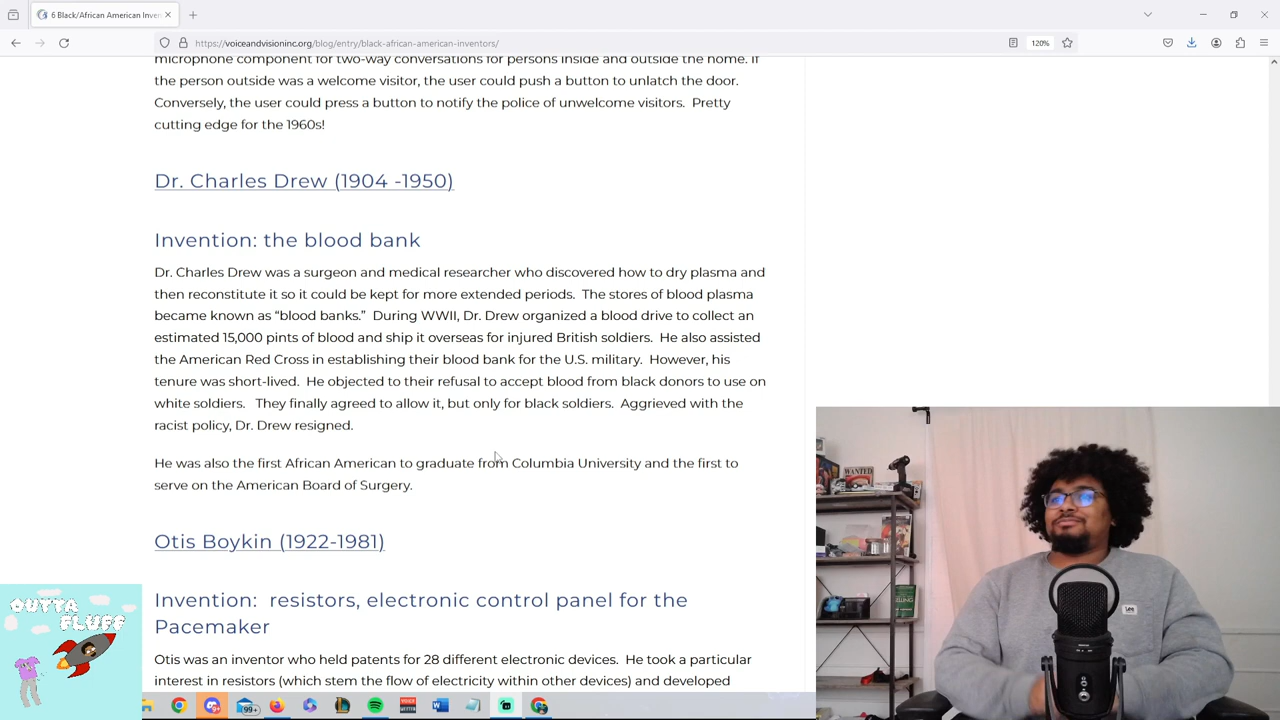 6 Black/African American Inven
https://voiceandvisioninc.org/blog/entry/black-african-american-inventors/
120%
microphone component for two-way conversations for persons inside and outside the home. If
the person outside was a welcome visitor, the user could push a button to unlatch the door.
Conversely, the user could press a button to notify the police of unwelcome visitors.  Pretty
cutting edge for the 1960s!
Dr. Charles Drew (1904 -1950)
Invention: the blood bank
Dr. Charles Drew was a surgeon and medical researcher who discovered how to dry plasma and
then reconstitute it so it could be kept for more extended periods.  The stores of blood plasma
became known as “blood banks.”  During WWII, Dr. Drew organized a blood drive to collect an
estimated 15,000 pints of blood and ship it overseas for injured British soldiers.  He also assisted
the American Red Cross in establishing their blood bank for the U.S. military.  However, his
tenure was short-lived.  He objected to their refusal to accept blood from black donors to use on
white soldiers.   They finally agreed to allow it, but only for black soldiers.  Aggrieved with the
racist policy, Dr. Drew resigned.
He was also the first African American to graduate from Columbia University and the first to
serve on the American Board of Surgery.
Otis Boykin (1922-1981)
Invention:  resistors, electronic control panel for the
Pacemaker
Otis was an inventor who held patents for 28 different electronic devices.  He took a particular
interest in resistors (which stem the flow of electricity within other devices) and developed
OUTTA
FLUFF
99+
WANTED